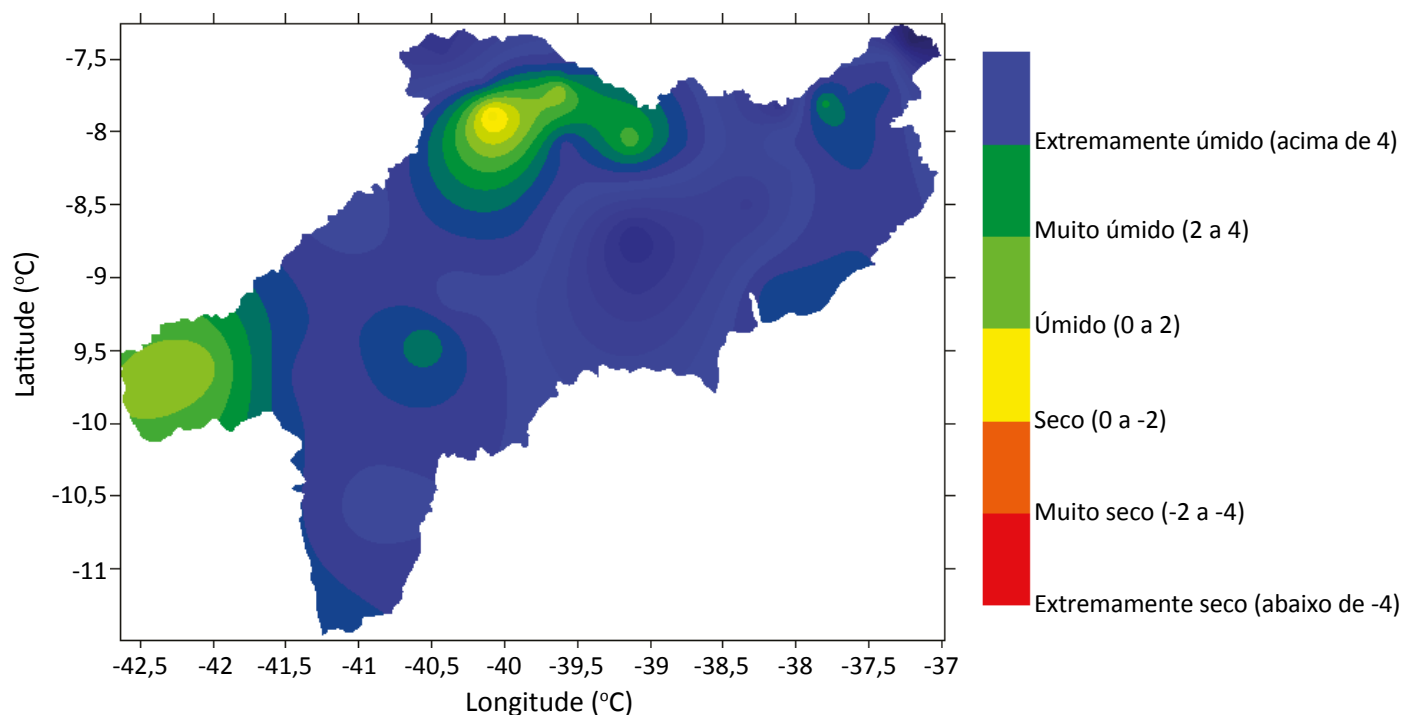 -7,5
-8
-8,5
-9
9,5
-10
-10,5
-11
Latitude (°C)
-42,5 -42 -41,5 -41 -40,5 -40 -39,5 -39 -38,5 -38 -37,5 -37
Longitude (°C)
Extremamente úmido (acima de 4)
Muito úmido (2 a 4)
Úmido (0 a 2)
Seco (0 a -2)
Muito seco (-2 a -4)
Extremamente seco (abaixo de -4)